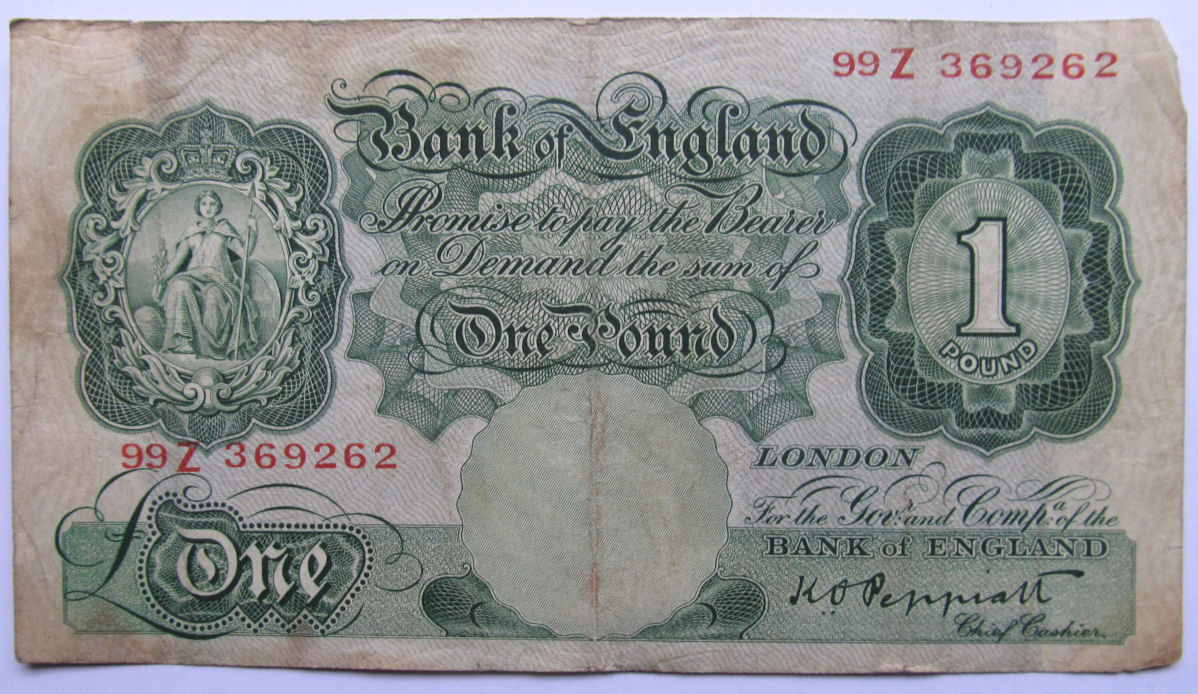 99Z 369262
Bank of England
Promise to pay the Bearer
on Demand the sum of
One Pound
1
POUND
99Z 369262
£One
LONDON
For the Govr. and Compa. of the
BANK of ENGLAND
K O Peppiatt
Chief Cashier.